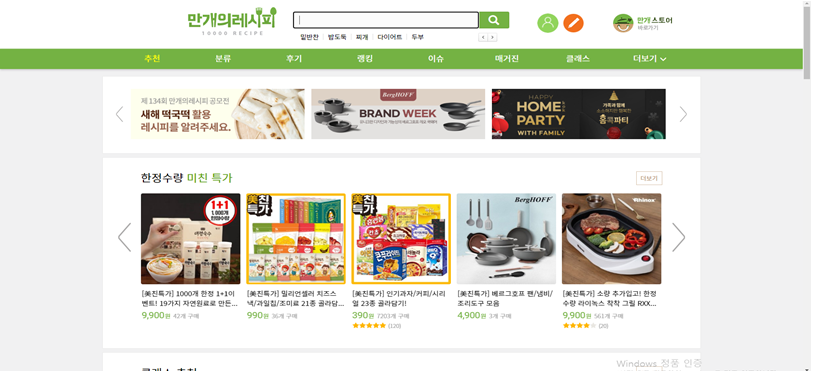 만개의레시피
10000 RECIPE
밑반찬 밥도둑 찌개 다이어트 두부
만개스토어
바로가기
추천 분류 후기 랭킹 이슈 매거진 클래스 더보기
제 134회 만개의레시피 공모전
새해 떡국떡 활용
레시피를 알려주세요.
BergHOFF
BRAND WEEK
HAPPY
HOME
PARTY
WITH FAMILY
가족과 함께
홈콕파티
한정수량 미친 특가
더보기
1+1
美친
특가
美친
특가
BergHOFF
Rhinox
[美친특가] 1000개 한정 1+1이
벤트! 19가지 자연원료로 만든...
9,900원 42개 구매
[美친특가] 밀리언셀러 치즈스
낵/과일칩/조미료 21종 골라담...
990원 36개 구매
[美친특가] 인기과자/커피/시리
얼 23종 골라담기!
390원 7203개 구매
(120)
[美친특가] 베르그호프 팬/냄비/
조리도구 모음
4,900원 3개 구매
[美친특가] 소량 추가입고! 한정
수량 라이녹스 착착 그릴 RXX...
9,900원 561개 구매
(20)
Windows 정품 인증